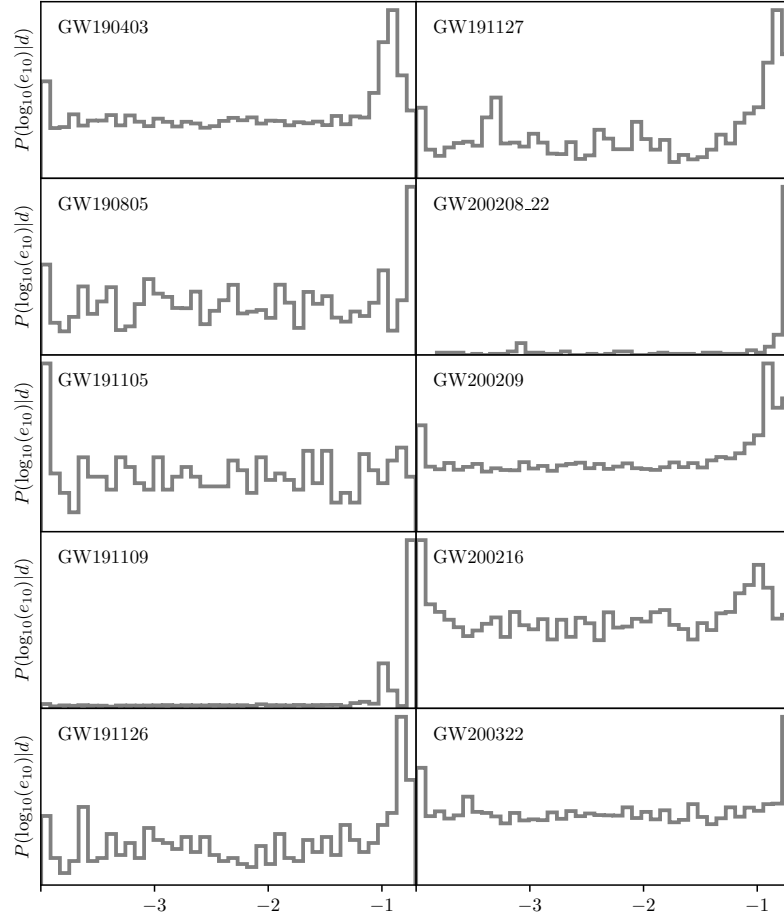 GW190403
GW191127
P(log₁₀(e₁₀)|d)
GW190805
GW200208_22
P(log₁₀(e₁₀)|d)
GW191105
GW200209
P(log₁₀(e₁₀)|d)
GW191109
GW200216
P(log₁₀(e₁₀)|d)
GW191126
GW200322
P(log₁₀(e₁₀)|d)
−3 −2 −1 −3 −2 −1